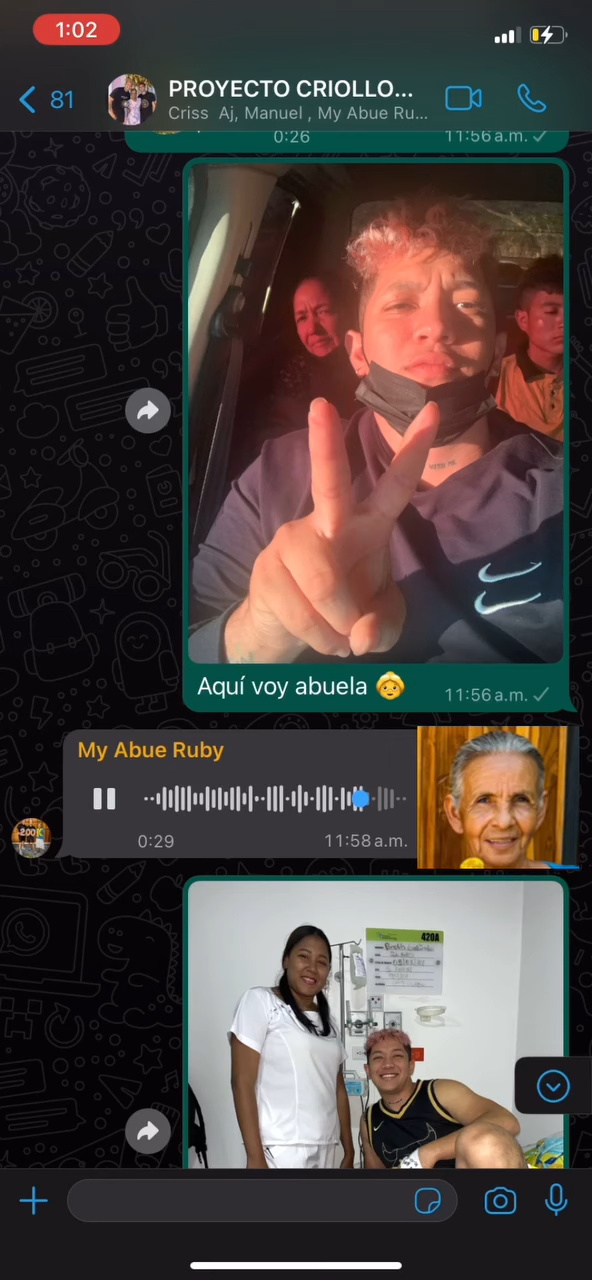 1:02
81
PROYECTO CRIOLLO...
Criss Aj, Manuel , My Abue Ru...
0:26
11:56 a.m.
Aquí voy abuela
11:56 a.m.
My Abue Ruby
0:29
11:58 a.m.
200K
420A